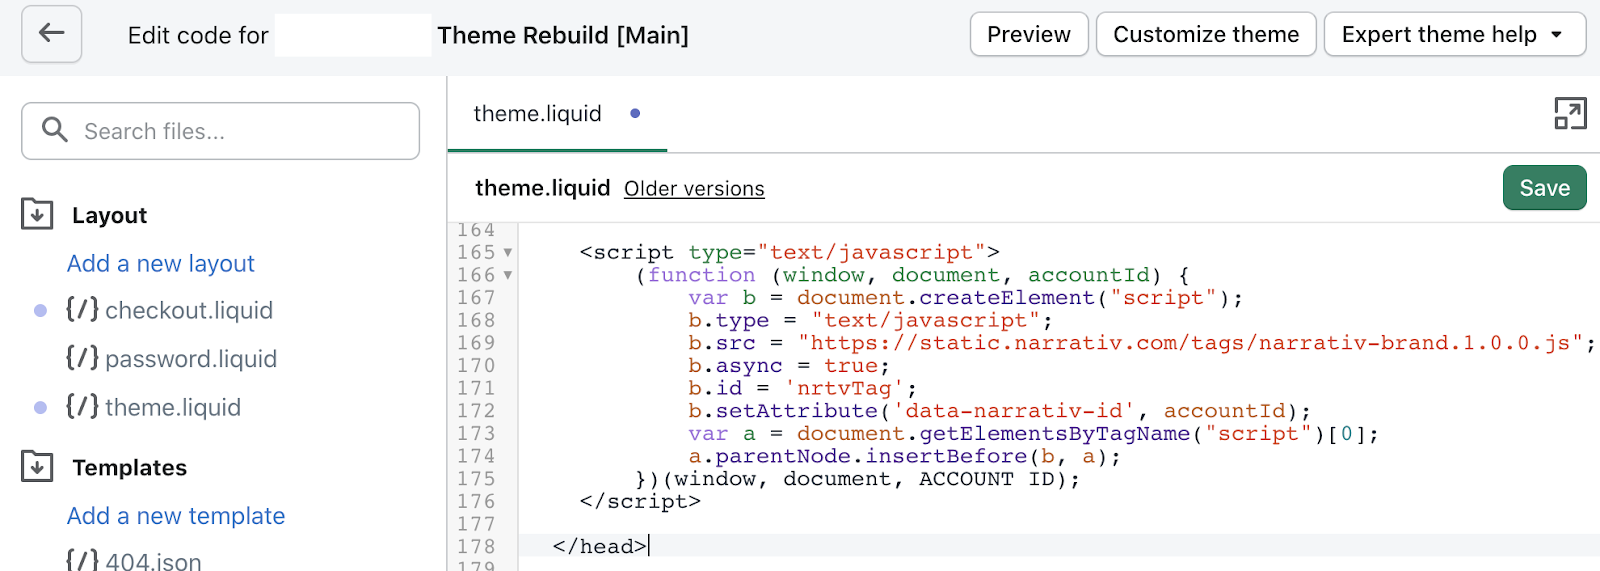 Edit code for Theme Rebuild [Main]
Preview
Customize theme
Expert theme help
Search files...
Layout
Add a new layout
{/} checkout.liquid
{/} password.liquid
{/} theme.liquid
Templates
Add a new template
{/} 404.json
theme.liquid
theme.liquid Older versions
Save
164
165 <script type="text/javascript">
166 (function (window, document, accountId) {
167 var b = document.createElement("script");
168 b.type = "text/javascript";
169 b.src = "https://static.narrativ.com/tags/narrativ-brand.1.0.0.js";
170 b.async = true;
171 b.id = 'nrtvTag';
172 b.setAttribute('data-narrativ-id', accountId);
173 var a = document.getElementsByTagName("script")[0];
174 a.parentNode.insertBefore(b, a);
175 })(window, document, ACCOUNT ID);
176 </script>
177
178 </head>
179